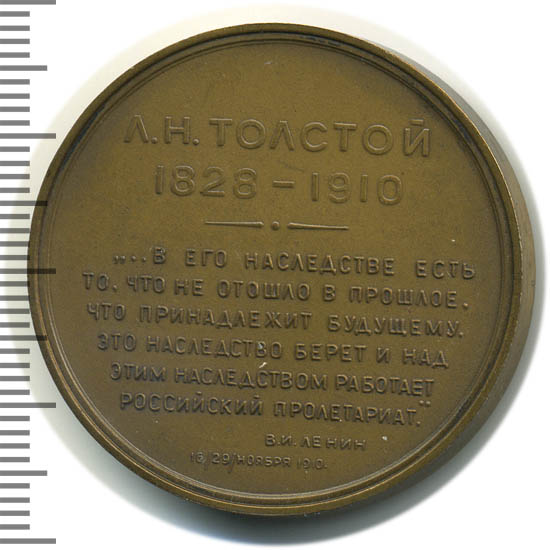 Л.Н. ТОЛСТОЙ
1828 – 1910
„... В ЕГО НАСЛЕДСТВЕ ЕСТЬ
ТО, ЧТО НЕ ОТОШЛО В ПРОШЛОЕ,
ЧТО ПРИНАДЛЕЖИТ БУДУЩЕМУ.
ЭТО НАСЛЕДСТВО БЕРЕТ И НАД
ЭТИМ НАСЛЕДСТВОМ РАБОТАЕТ
РОССИЙСКИЙ ПРОЛЕТАРИАТ."
В.И. ЛЕНИН
16/29/НОЯБРЯ 1910.